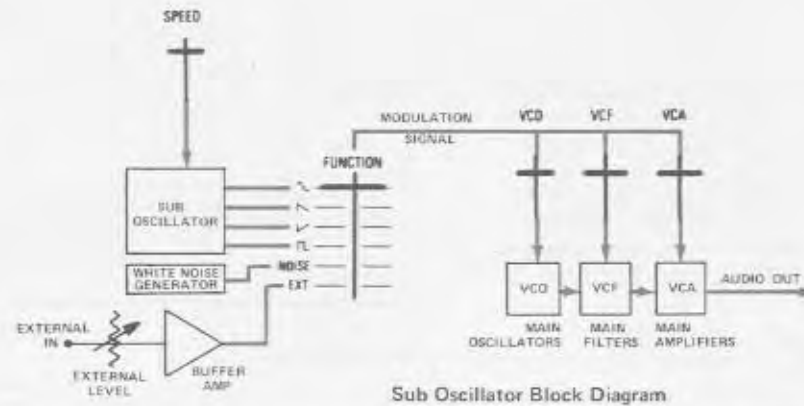 SPEED
MODULATION
SIGNAL
VCO
VCF
VCA
FUNCTION
SUB
OSCILLATOR
WHITE NOISE
GENERATOR
NOISE
EXT
EXTERNAL
IN
EXTERNAL
LEVEL
BUFFER
AMP
VCO
VCF
VCA
AUDIO OUT
MAIN
OSCILLATORS
MAIN
FILTERS
MAIN
AMPLIFIERS
Sub Oscillator Block Diagram